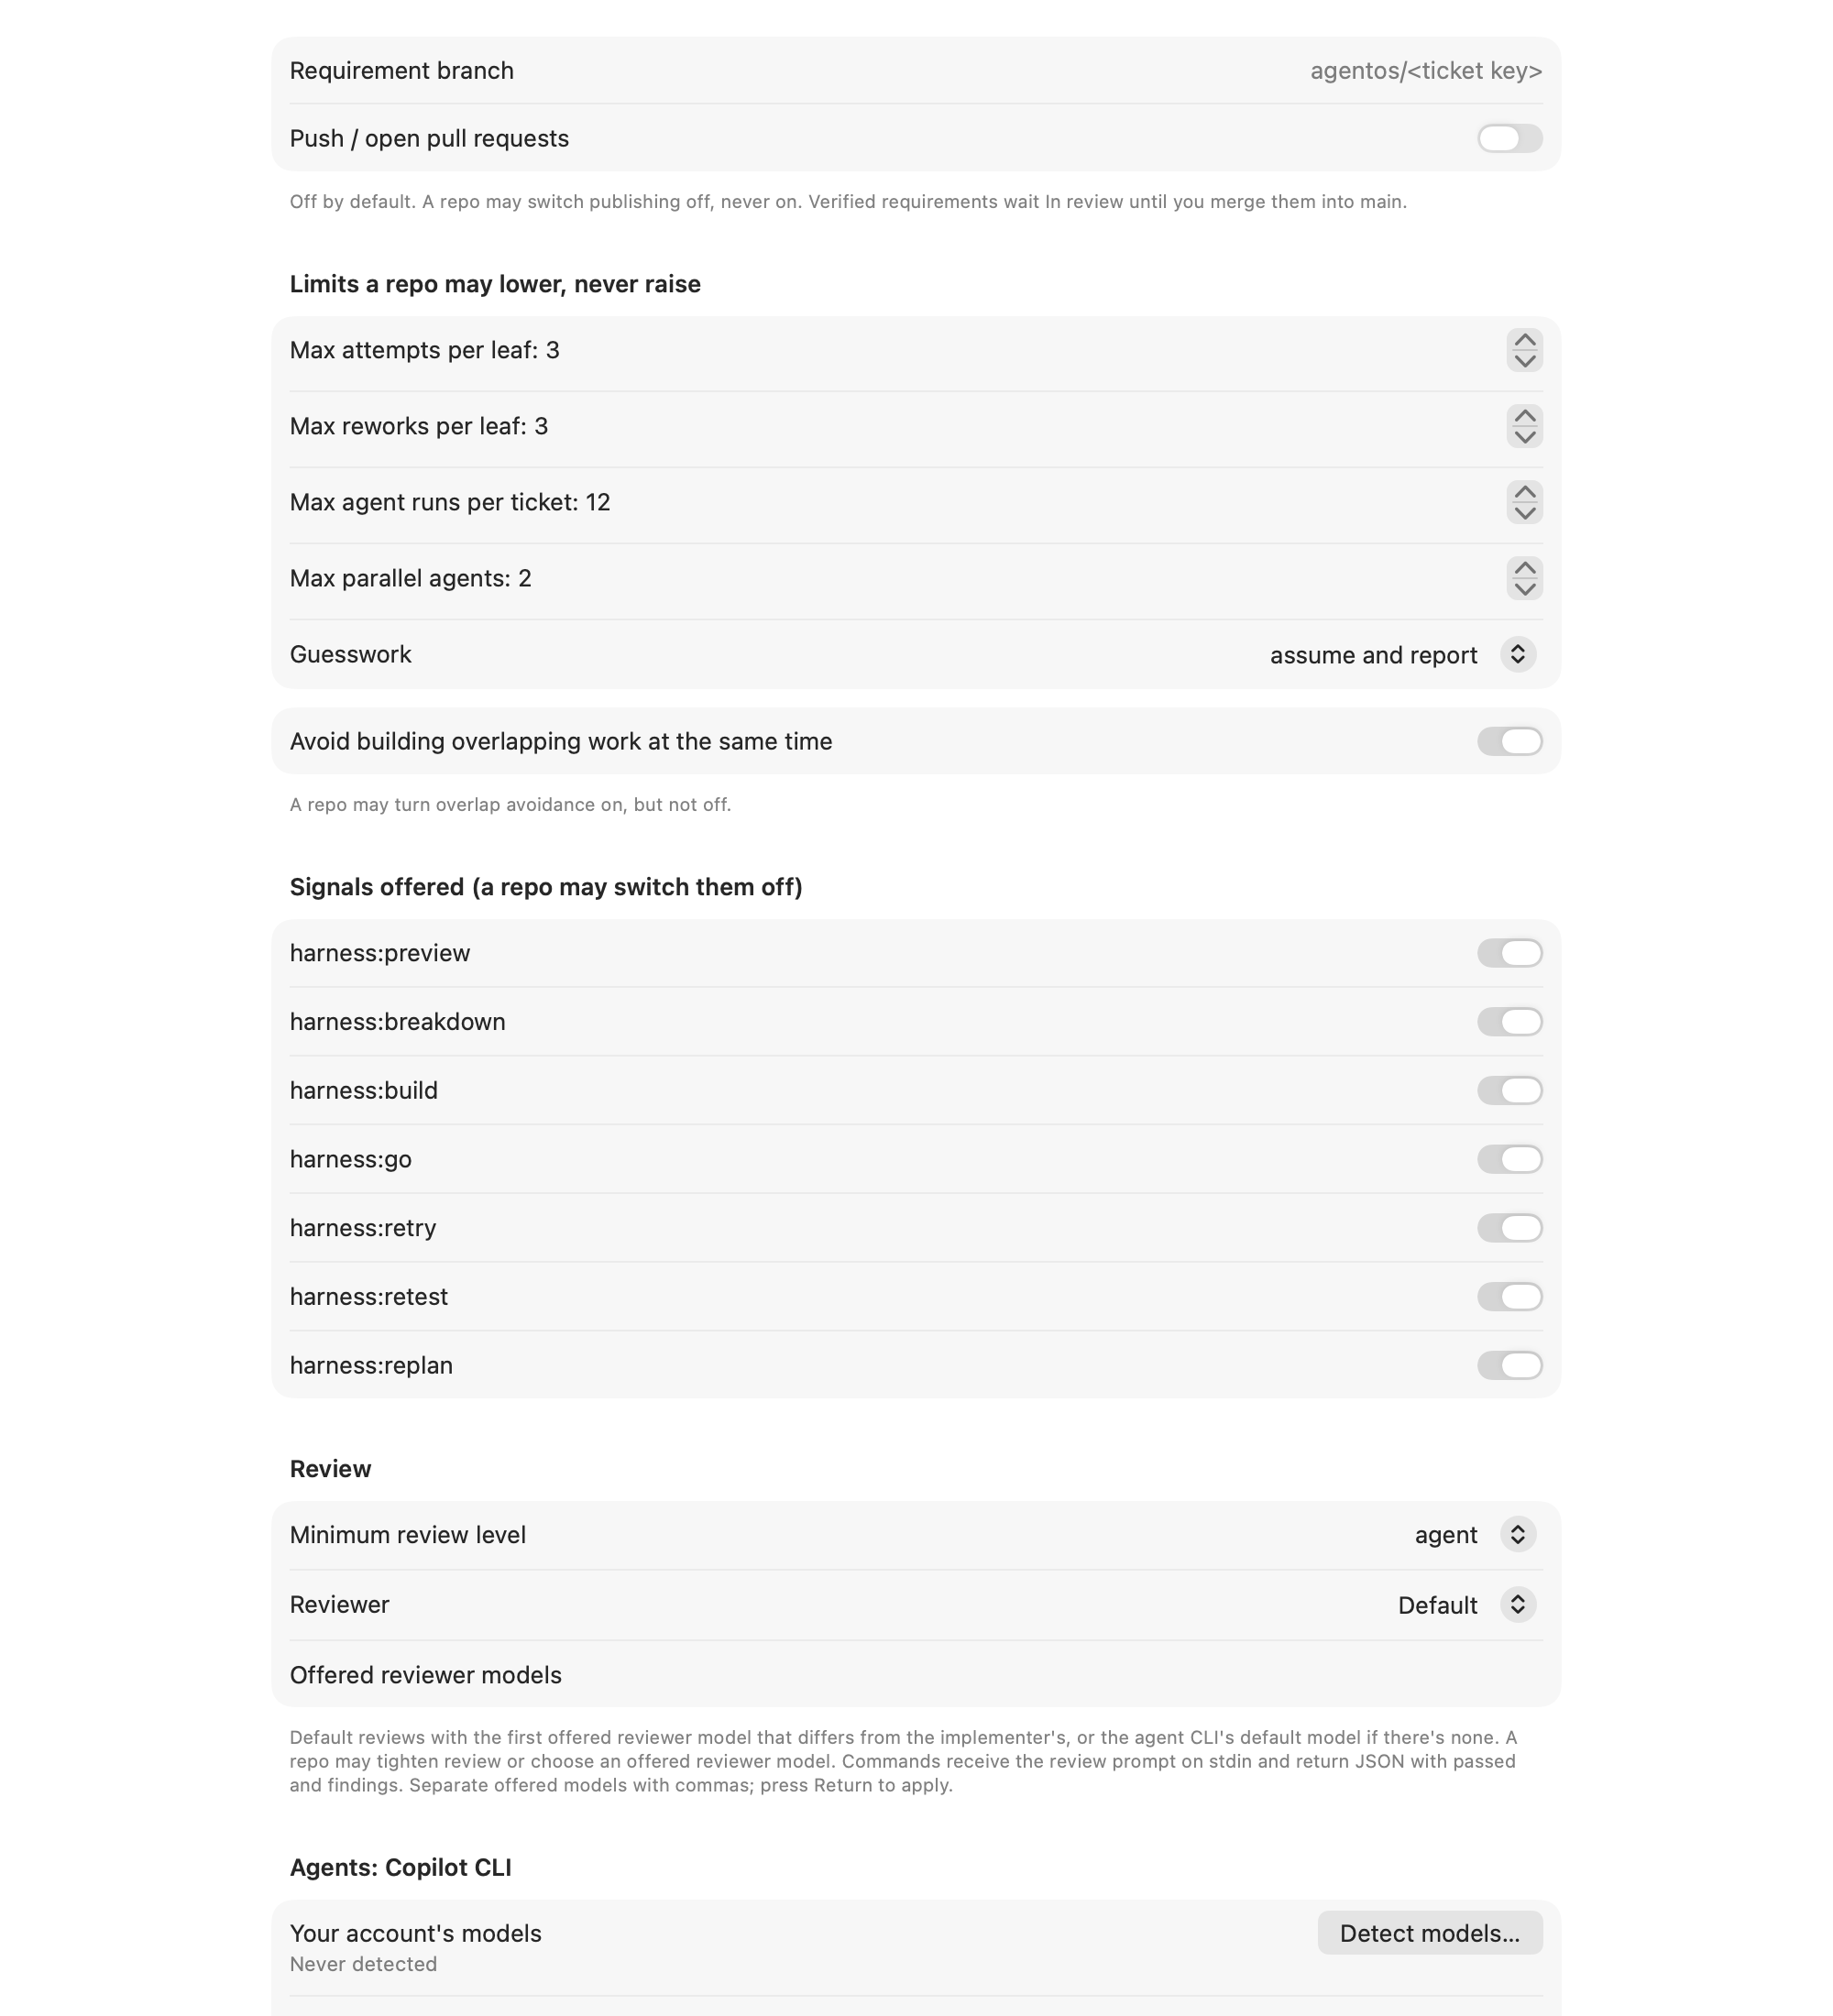 Requirement branch
agentos/<ticket key>
Push / open pull requests
Off by default. A repo may switch publishing off, never on. Verified requirements wait In review until you merge them into main.
Limits a repo may lower, never raise
Max attempts per leaf: 3
Max reworks per leaf: 3
Max agent runs per ticket: 12
Max parallel agents: 2
Guesswork
assume and report
Avoid building overlapping work at the same time
A repo may turn overlap avoidance on, but not off.
Signals offered (a repo may switch them off)
harness:preview
harness:breakdown
harness:build
harness:go
harness:retry
harness:retest
harness:replan
Review
Minimum review level
agent
Reviewer
Default
Offered reviewer models
Default reviews with the first offered reviewer model that differs from the implementer's, or the agent CLI's default model if there's none. A
repo may tighten review or choose an offered reviewer model. Commands receive the review prompt on stdin and return JSON with passed
and findings. Separate offered models with commas; press Return to apply.
Agents: Copilot CLI
Your account's models
Detect models...
Never detected